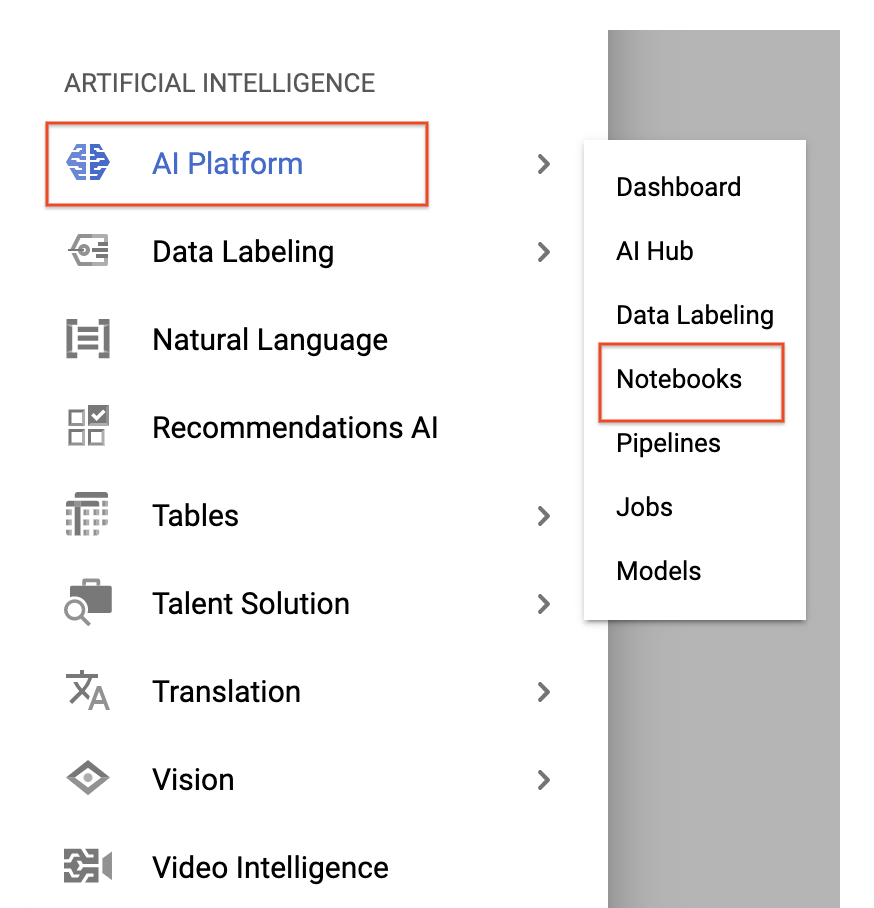 ARTIFICIAL INTELLIGENCE
AI Platform
Data Labeling
Natural Language
Recommendations AI
Tables
Talent Solution
Translation
Vision
Video Intelligence
Dashboard
AI Hub
Data Labeling
Notebooks
Pipelines
Jobs
Models